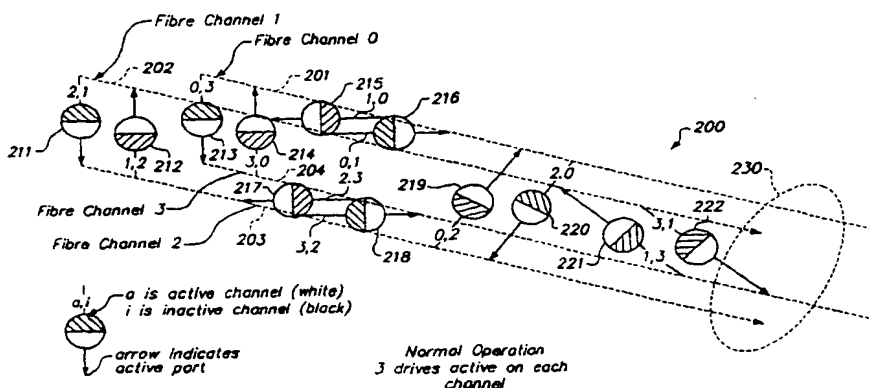 Fibre Channel 1
Fibre Channel 0
202
201
2,1
0,3
215
1,0
216
200
211
212
213
214
0,1
230
1,2
3,0
204
219
2,0
217
2,3
3,1
222
Fibre Channel 3
Fibre Channel 2
203
3,2
218
0,2
220
221
1,3
a,i
a is active channel (white)
i is inactive channel (black)
arrow indicates
active port
Normal Operation
3 drives active on each
channel